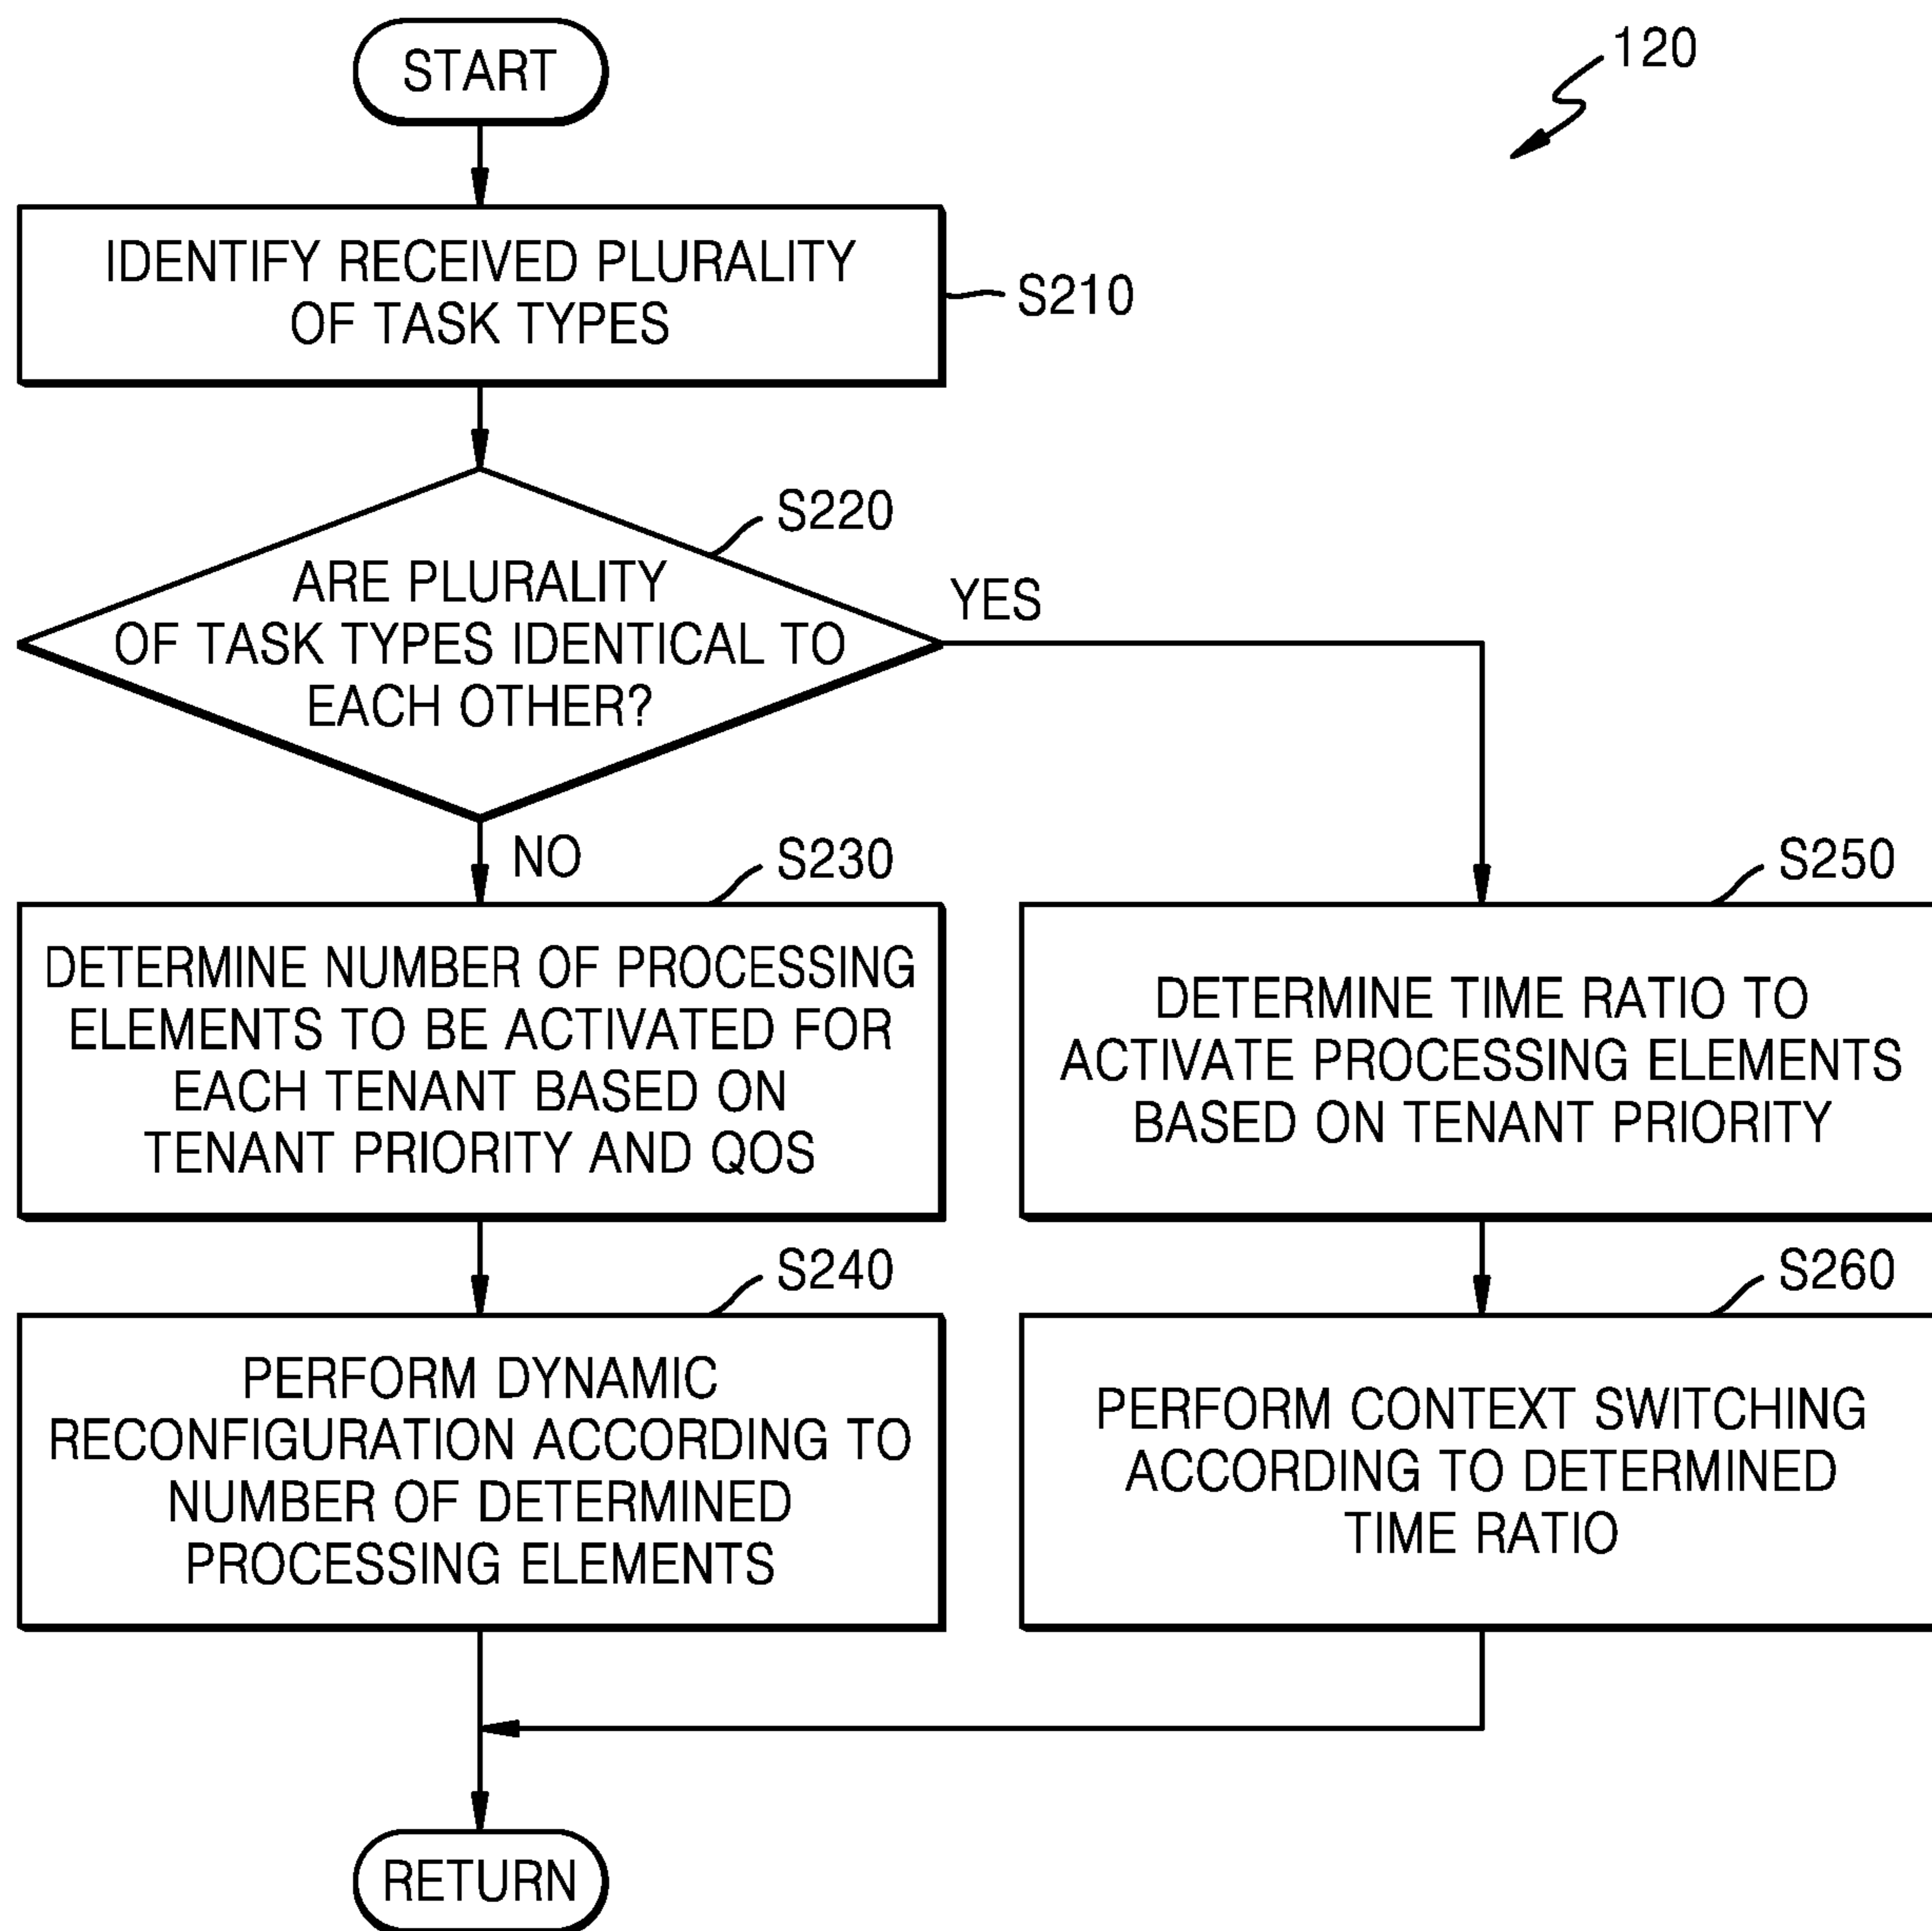 START
120
IDENTIFY RECEIVED PLURALITY
OF TASK TYPES
S210
S220
ARE PLURALITY
OF TASK TYPES IDENTICAL TO
EACH OTHER?
YES
NO
S230
DETERMINE NUMBER OF PROCESSING
ELEMENTS TO BE ACTIVATED FOR
EACH TENANT BASED ON
TENANT PRIORITY AND QOS
S250
DETERMINE TIME RATIO TO
ACTIVATE PROCESSING ELEMENTS
BASED ON TENANT PRIORITY
S240
PERFORM DYNAMIC
RECONFIGURATION ACCORDING TO
NUMBER OF DETERMINED
PROCESSING ELEMENTS
S260
PERFORM CONTEXT SWITCHING
ACCORDING TO DETERMINED
TIME RATIO
RETURN